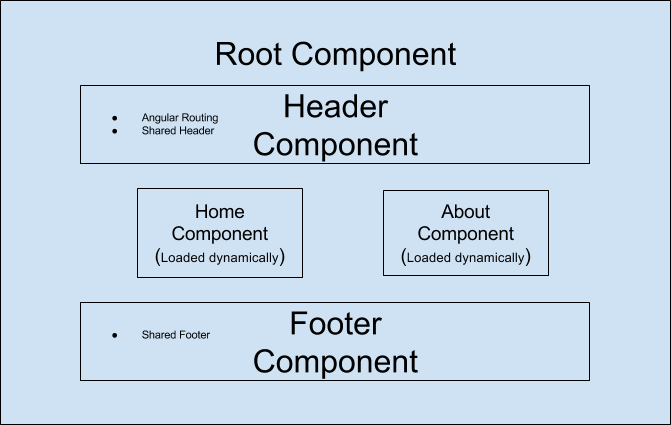 Root Component
Header
Component
● Angular Routing
● Shared Header
Home
Component
(Loaded dynamically)
About
Component
(Loaded dynamically)
Footer
Component
● Shared Footer